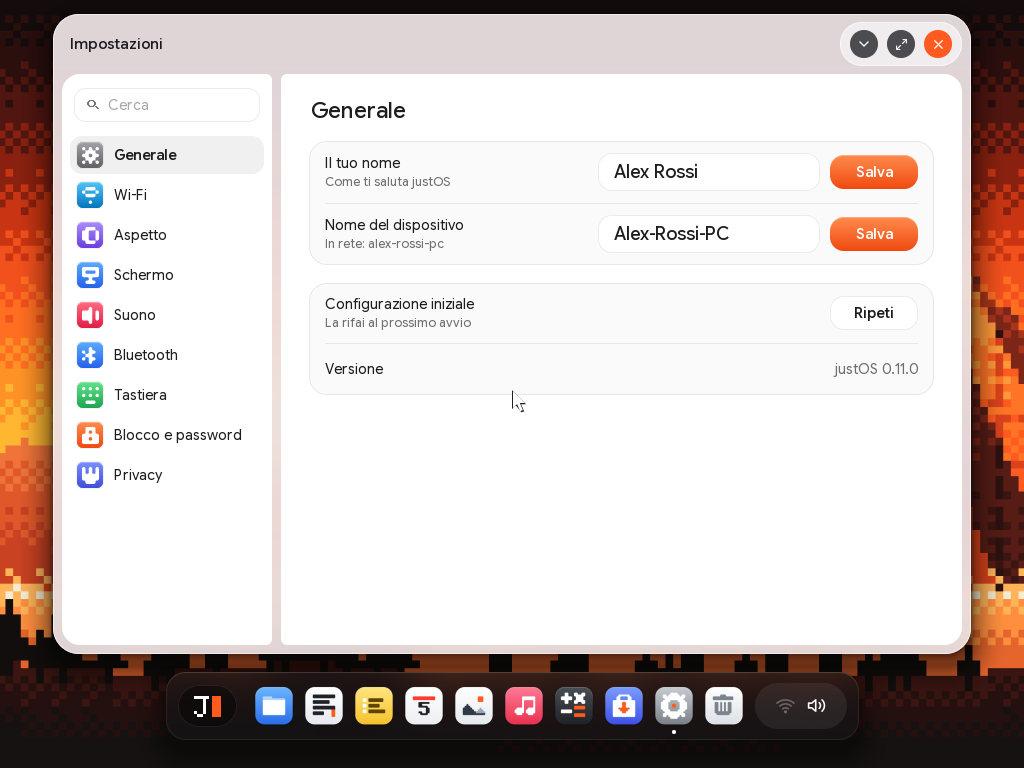 Impostazioni
Cerca
Generale
Wi-Fi
Aspetto
Schermo
Suono
Bluetooth
Tastiera
Blocco e password
Privacy
Generale
Il tuo nome
Come ti saluta justOS
Alex Rossi
Salva
Nome del dispositivo
In rete: alex-rossi-pc
Alex-Rossi-PC
Salva
Configurazione iniziale
La rifai al prossimo avvio
Ripeti
Versione
justOS 0.11.0
J
5